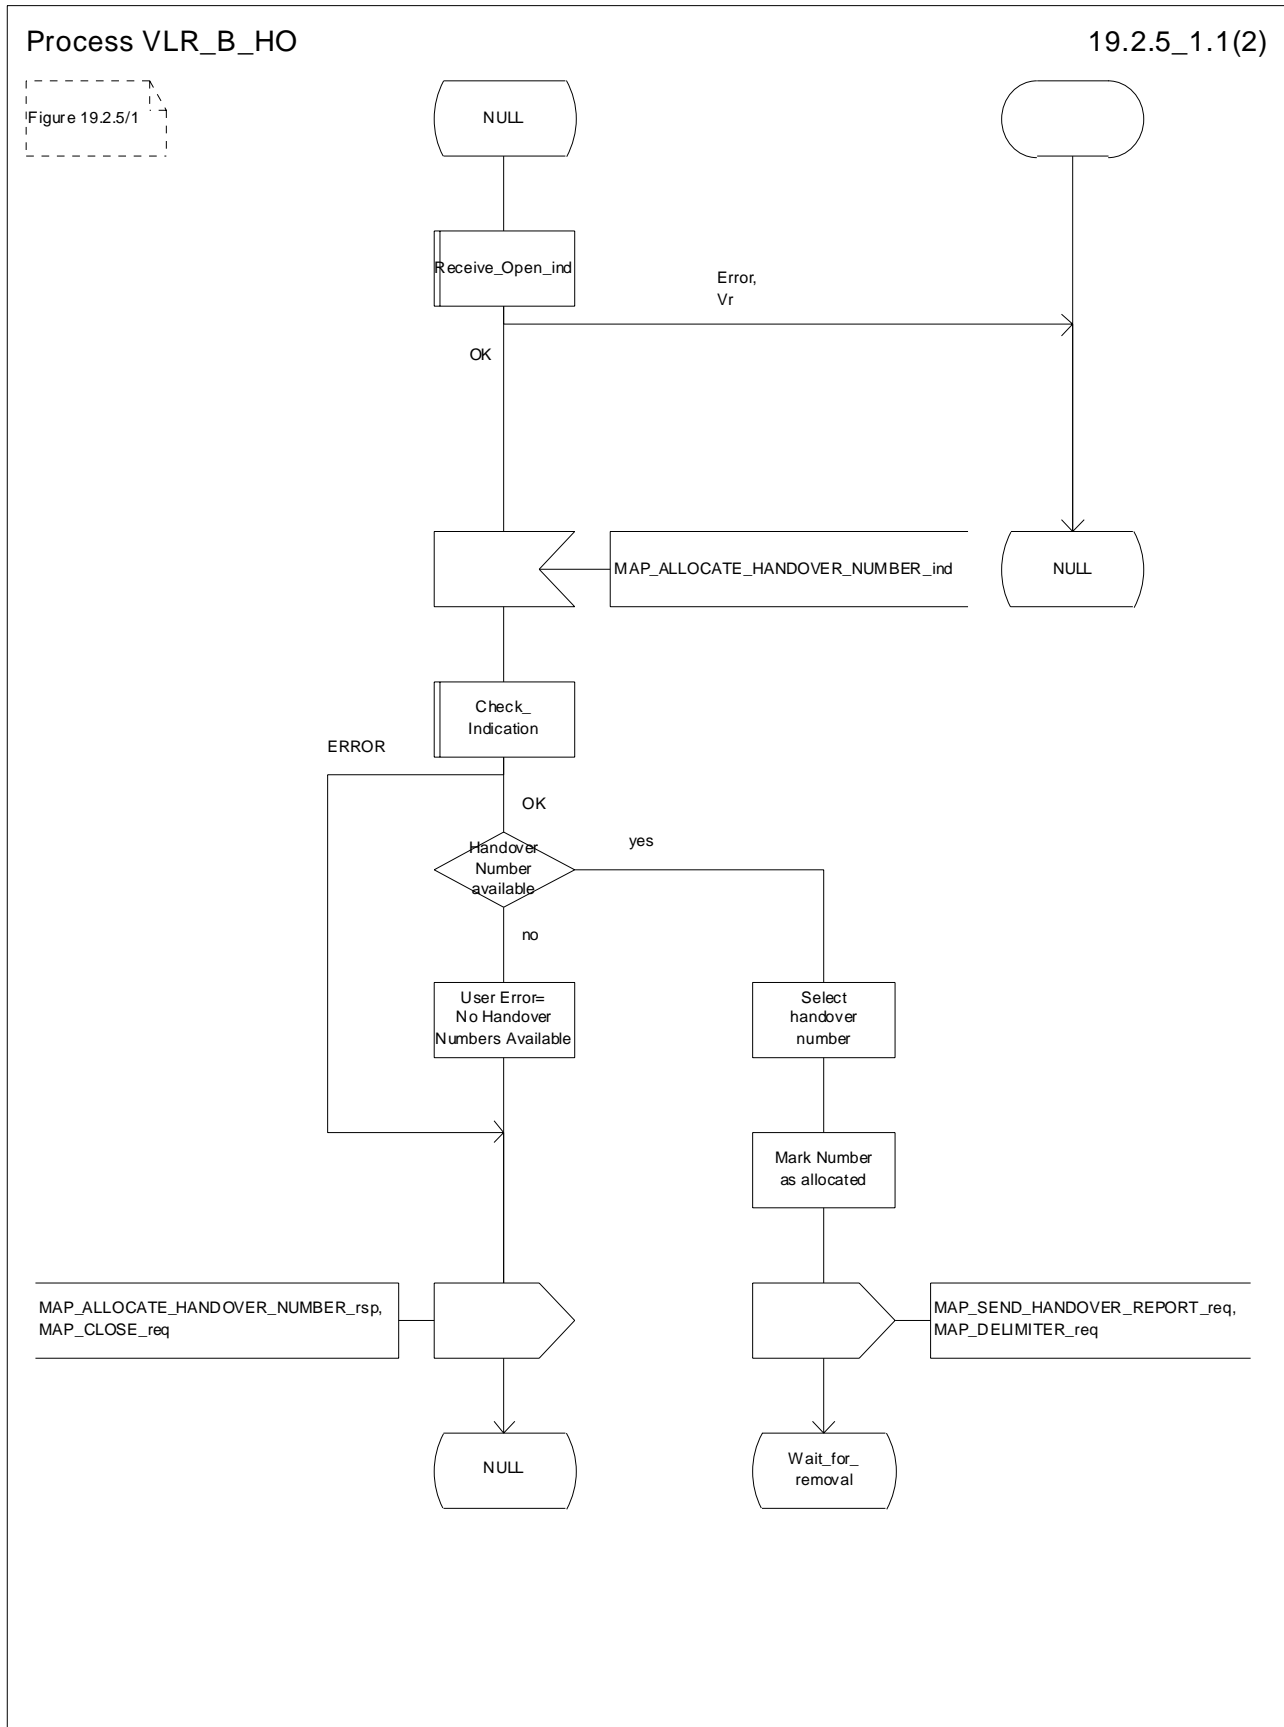 Process VLR_B_HO
19.2.5_1.1(2)
Figure 19.2.5/1
NULL
Receive_Open_ind
Error,
Vr
OK
MAP_ALLOCATE_HANDOVER_NUMBER_ind
NULL
Check_
Indication
ERROR
OK
Handover
Number
available
yes
no
User Error=
No Handover
Numbers Available
Select
handover
number
Mark Number
as allocated
MAP_ALLOCATE_HANDOVER_NUMBER_rsp,
MAP_CLOSE_req
MAP_SEND_HANDOVER_REPORT_req,
MAP_DELIMITER_req
NULL
Wait_for_
removal